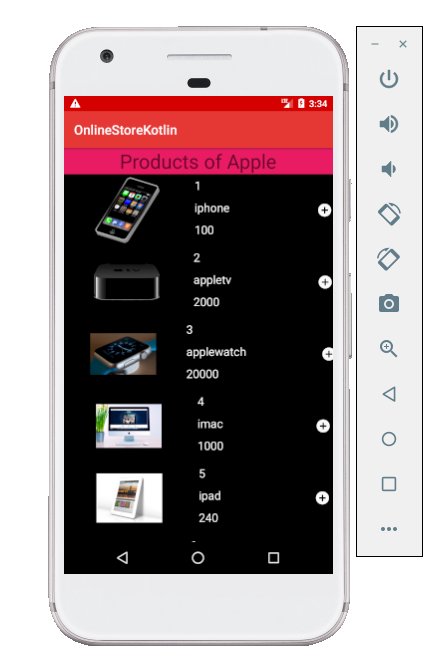 3:34
OnlineStoreKotlin
Products of Apple
1
iphone
100
2
appletv
2000
3
applewatch
20000
4
imac
1000
5
ipad
240